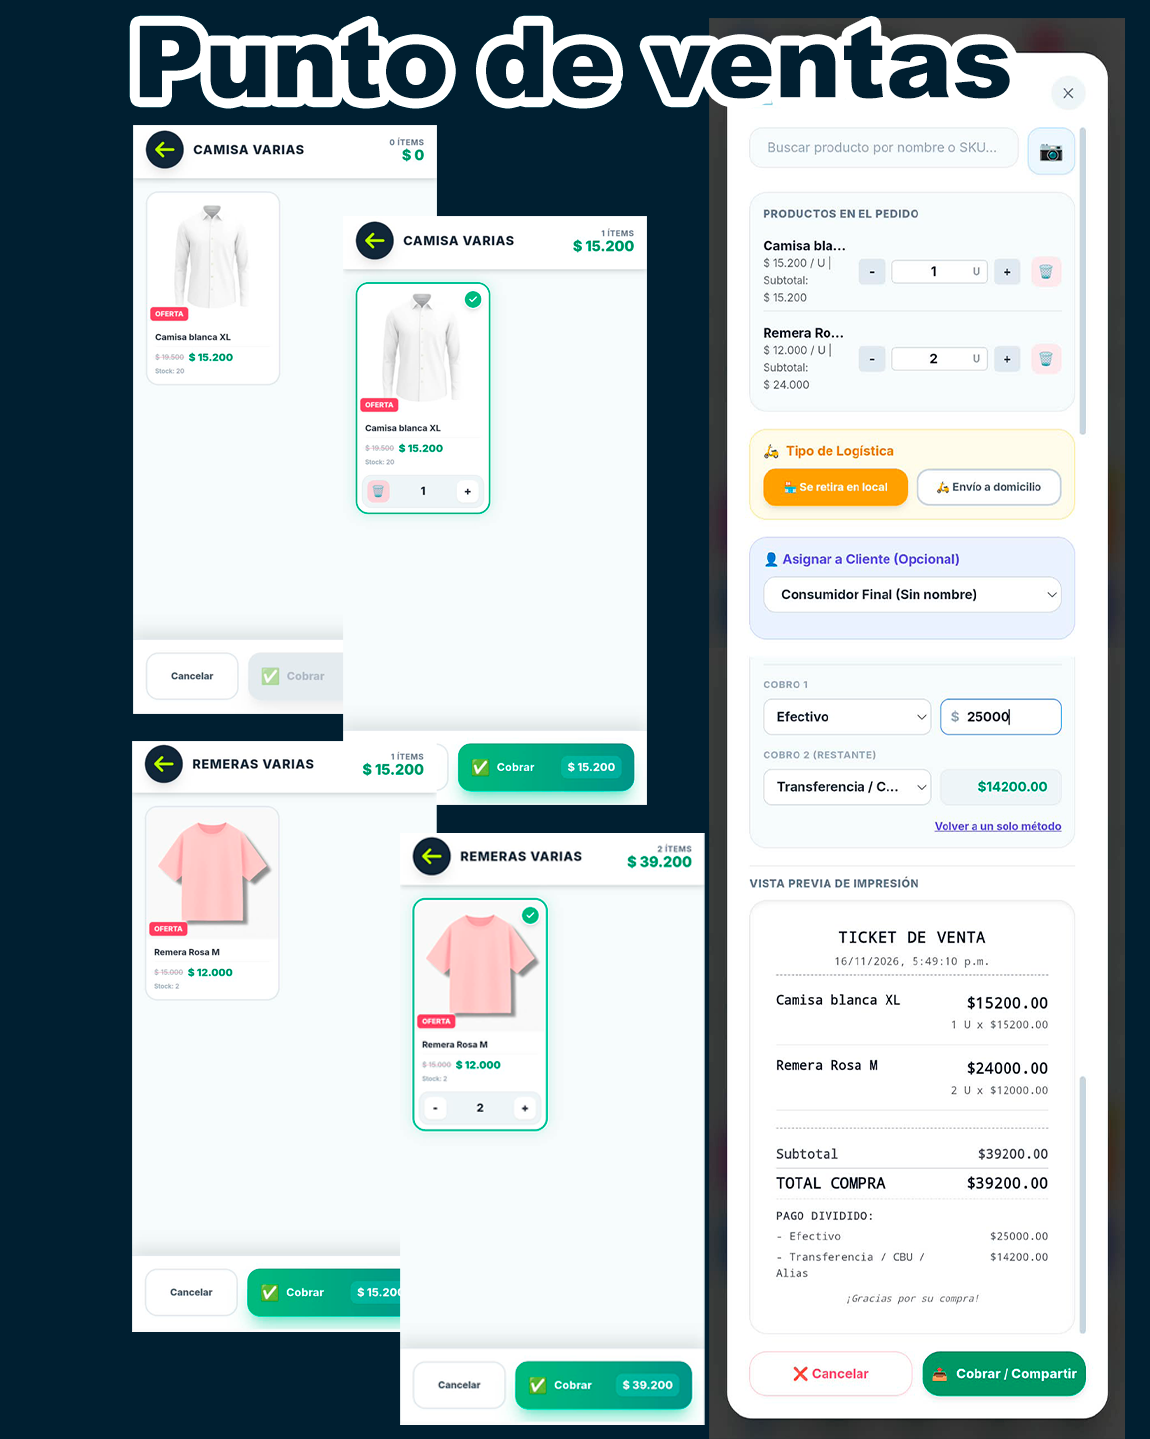 Punto de ventas
CAMISA VARIAS
0 ÍTEMS
$ 0
OFERTA
Camisa blanca XL
$ 19.500 $ 15.200
Stock: 20
Cancelar
✅ Cobrar
CAMISA VARIAS
1 ÍTEMS
$ 15.200
OFERTA
Camisa blanca XL
$ 19.500 $ 15.200
Stock: 20
1 +
✅ Cobrar $ 15.200
REMERAS VARIAS
1 ÍTEMS
$ 15.200
OFERTA
Remera Rosa M
$ 15.000 $ 12.000
Stock: 2
Cancelar
✅ Cobrar $ 15.200
REMERAS VARIAS
2 ÍTEMS
$ 39.200
OFERTA
Remera Rosa M
$ 15.000 $ 12.000
Stock: 2
- 2 +
Cancelar
✅ Cobrar $ 39.200
Buscar producto por nombre o SKU...
PRODUCTOS EN EL PEDIDO
Camisa bla...
$ 15.200 / U |
Subtotal:
$ 15.200
- 1 U +
Remera Ro...
$ 12.000 / U |
Subtotal:
$ 24.000
- 2 U +
Tipo de Logística
Se retira en local
Envío a domicilio
Asignar a Cliente (Opcional)
Consumidor Final (Sin nombre)
COBRO 1
Efectivo
$ 25000
COBRO 2 (RESTANTE)
Transferencia / C...
$14200.00
Volver a un solo método
VISTA PREVIA DE IMPRESIÓN
TICKET DE VENTA
16/11/2026, 5:49:10 p.m.
Camisa blanca XL $15200.00
1 U x $15200.00
Remera Rosa M $24000.00
2 U x $12000.00
Subtotal $39200.00
TOTAL COMPRA $39200.00
PAGO DIVIDIDO:
- Efectivo $25000.00
- Transferencia / CBU / $14200.00
Alias
¡Gracias por su compra!
❌ Cancelar
Cobrar / Compartir